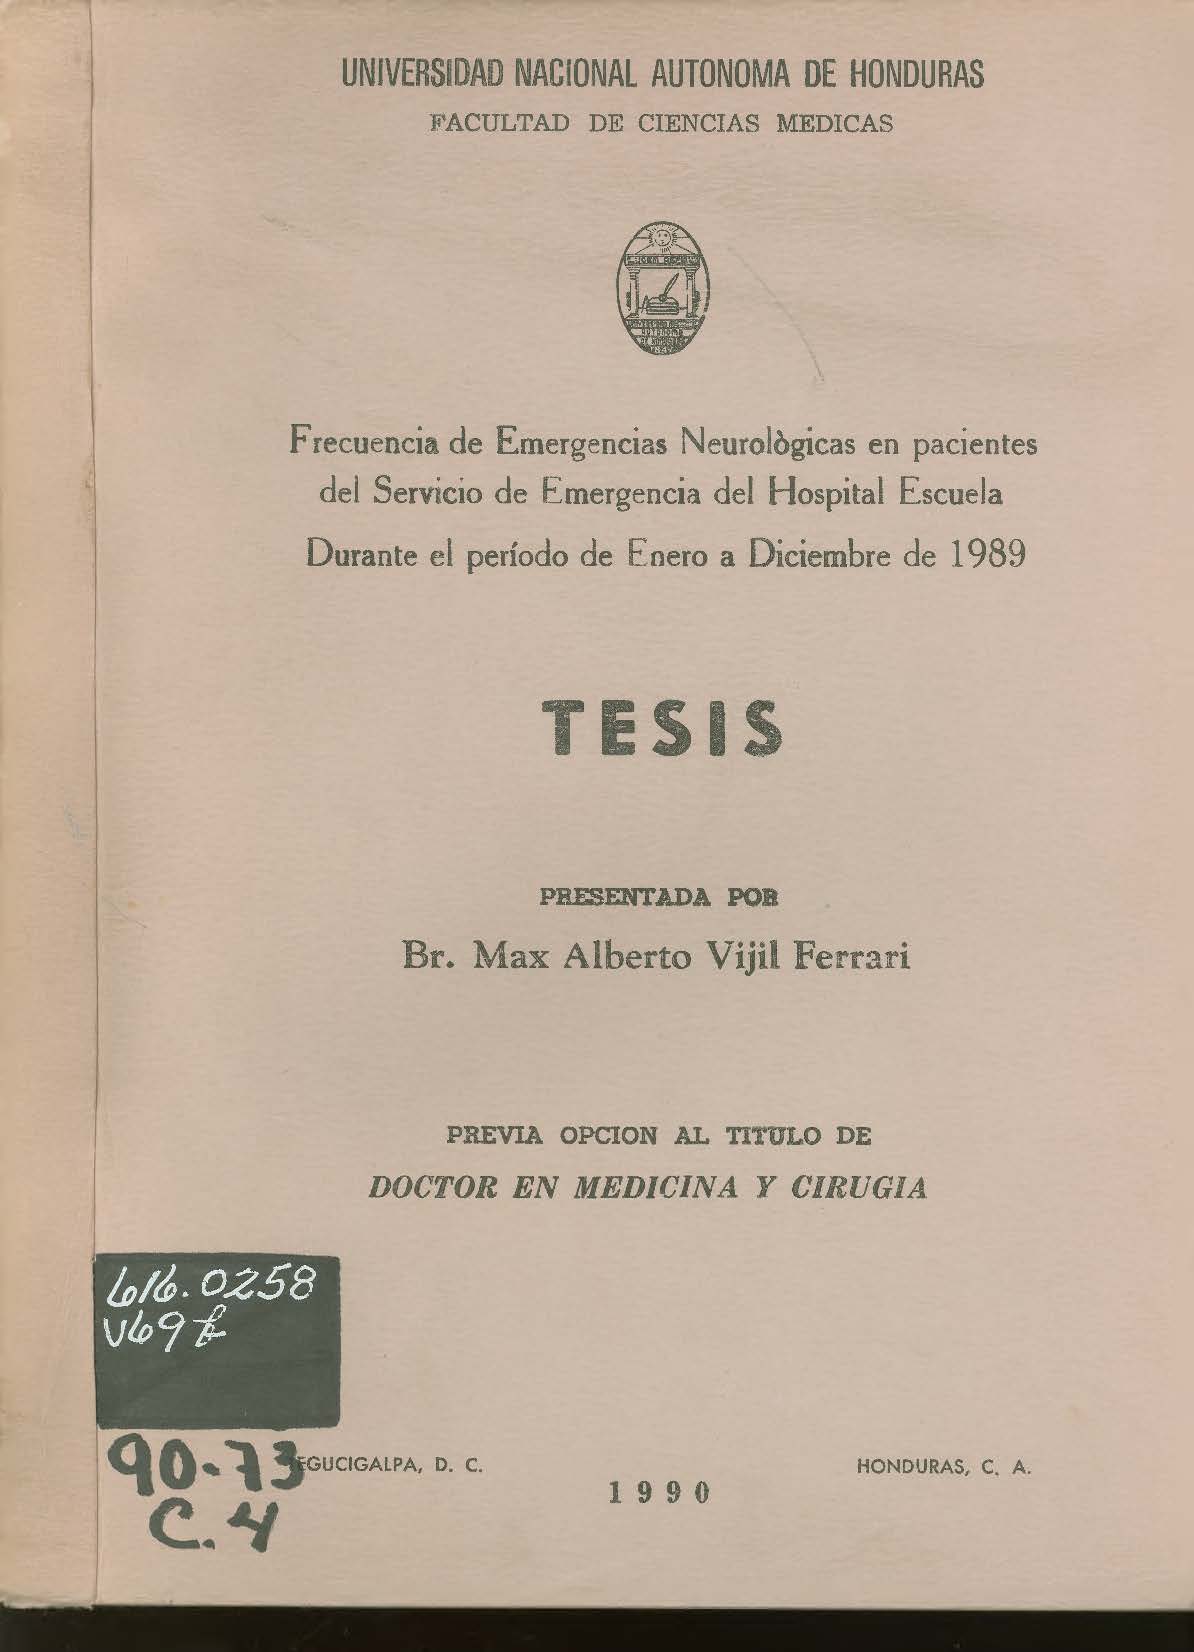 UNIVERSIDAD NACIONAL AUTONOMA DE HONDURAS
FACULTAD DE CIENCIAS MEDICAS
Frecuencia de Emergencias Neurològicas en pacientes
del Servicio de Emergencia del Hospital Escuela
Durante el período de Enero a Diciembre de 1989
TESIS
PRESENTADA POR
Br. Max Alberto Vijil Ferrari
PREVIA OPCION AL TITULO DE
DOCTOR EN MEDICINA Y CIRUGIA
616.0258
V69f
90-73
C.4
EGUCIGALPA, D. C.
HONDURAS, C. A.
1990